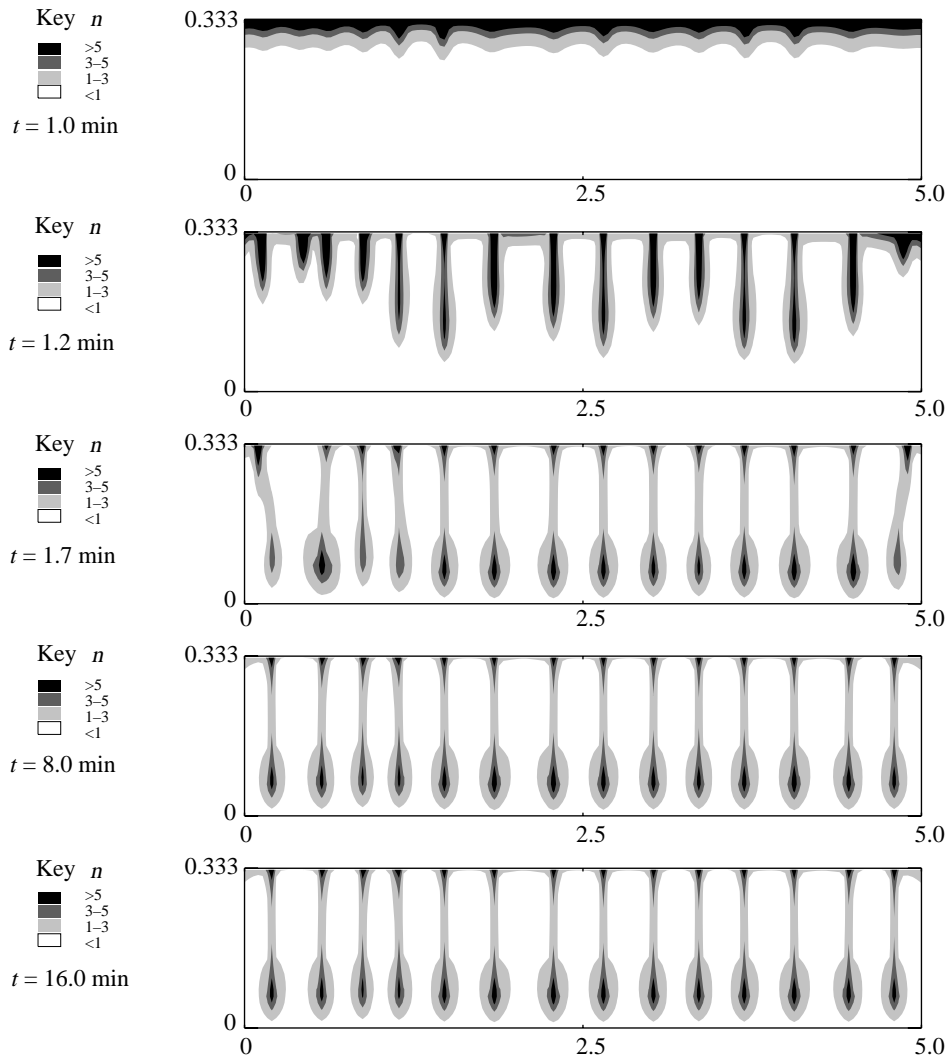 Key n
>5
3–5
1–3
<1
t = 1.0 min
0.333
0
0 2.5 5.0
Key n
>5
3–5
1–3
<1
t = 1.2 min
0.333
0
0 2.5 5.0
Key n
>5
3–5
1–3
<1
t = 1.7 min
0.333
0
0 2.5 5.0
Key n
>5
3–5
1–3
<1
t = 8.0 min
0.333
0
0 2.5 5.0
Key n
>5
3–5
1–3
<1
t = 16.0 min
0.333
0
0 2.5 5.0